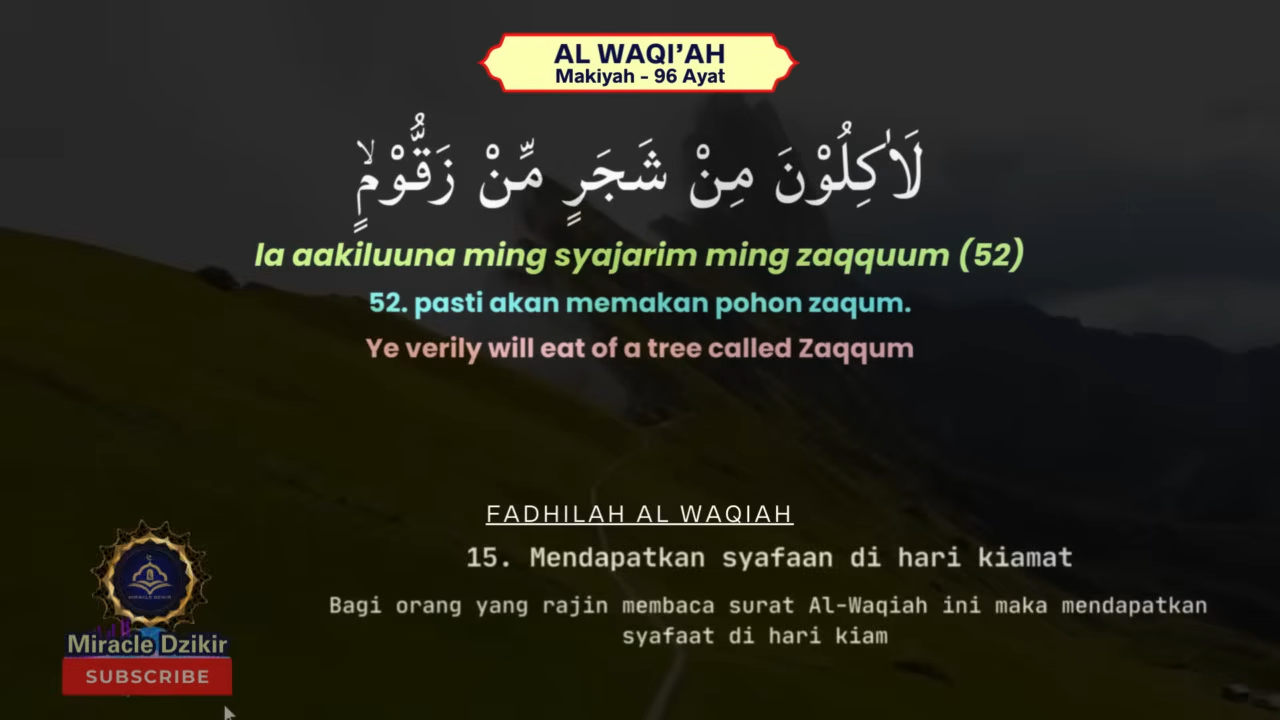 AL WAQI'AH
Makiyah - 96 Ayat
لَاٰكِلُوْنَ مِنْ شَجَرٍ مِّنْ زَقُّوْمٍۙ
la aakiluuna ming syajarim ming zaqquum (52)
52. pasti akan memakan pohon zaqum.
Ye verily will eat of a tree called Zaqqum
FADHILAH AL WAQIAH
15. Mendapatkan syafaan di hari kiamat
Bagi orang yang rajin membaca surat Al-Waqiah ini maka mendapatkan
syafaat di hari kiam
MIRACLE DZIKIR
Miracle Dzikir
SUBSCRIBE